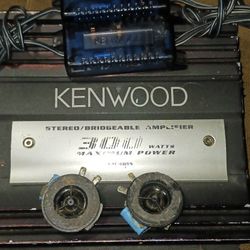 KENWOOD
STEREO/BRIDGEABLE AMPLIFIER
300 WATTS
MAXIMUM POWER